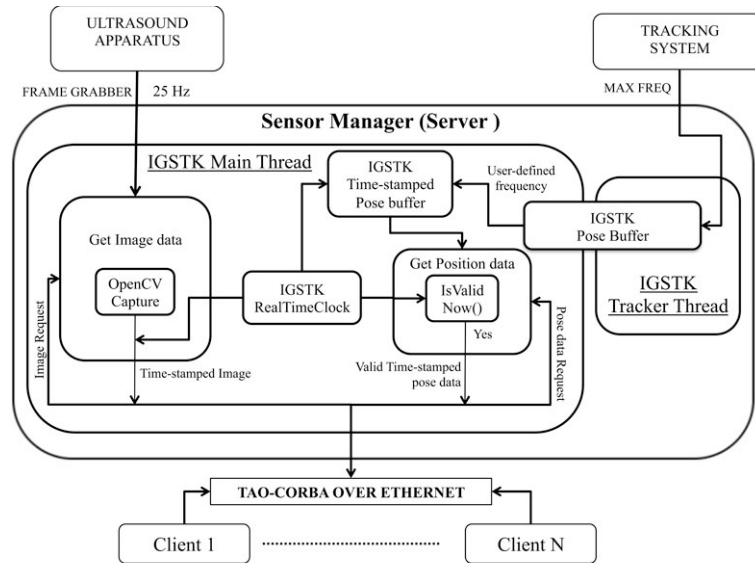 ULTRASOUND
APPARATUS
TRACKING
SYSTEM
FRAME GRABBER
25 Hz
MAX FREQ
Sensor Manager (Server )
IGSTK Main Thread
IGSTK
Time-stamped
Pose buffer
User-defined
frequency
IGSTK
Pose Buffer
IGSTK
Tracker Thread
Get Image data
OpenCV
Capture
IGSTK
RealTimeClock
Get Position data
IsValid
Now()
Yes
Image Request
Pose data Request
Time-stamped Image
Valid Time-stamped
pose data
TAO-CORBA OVER ETHERNET
Client 1
Client N